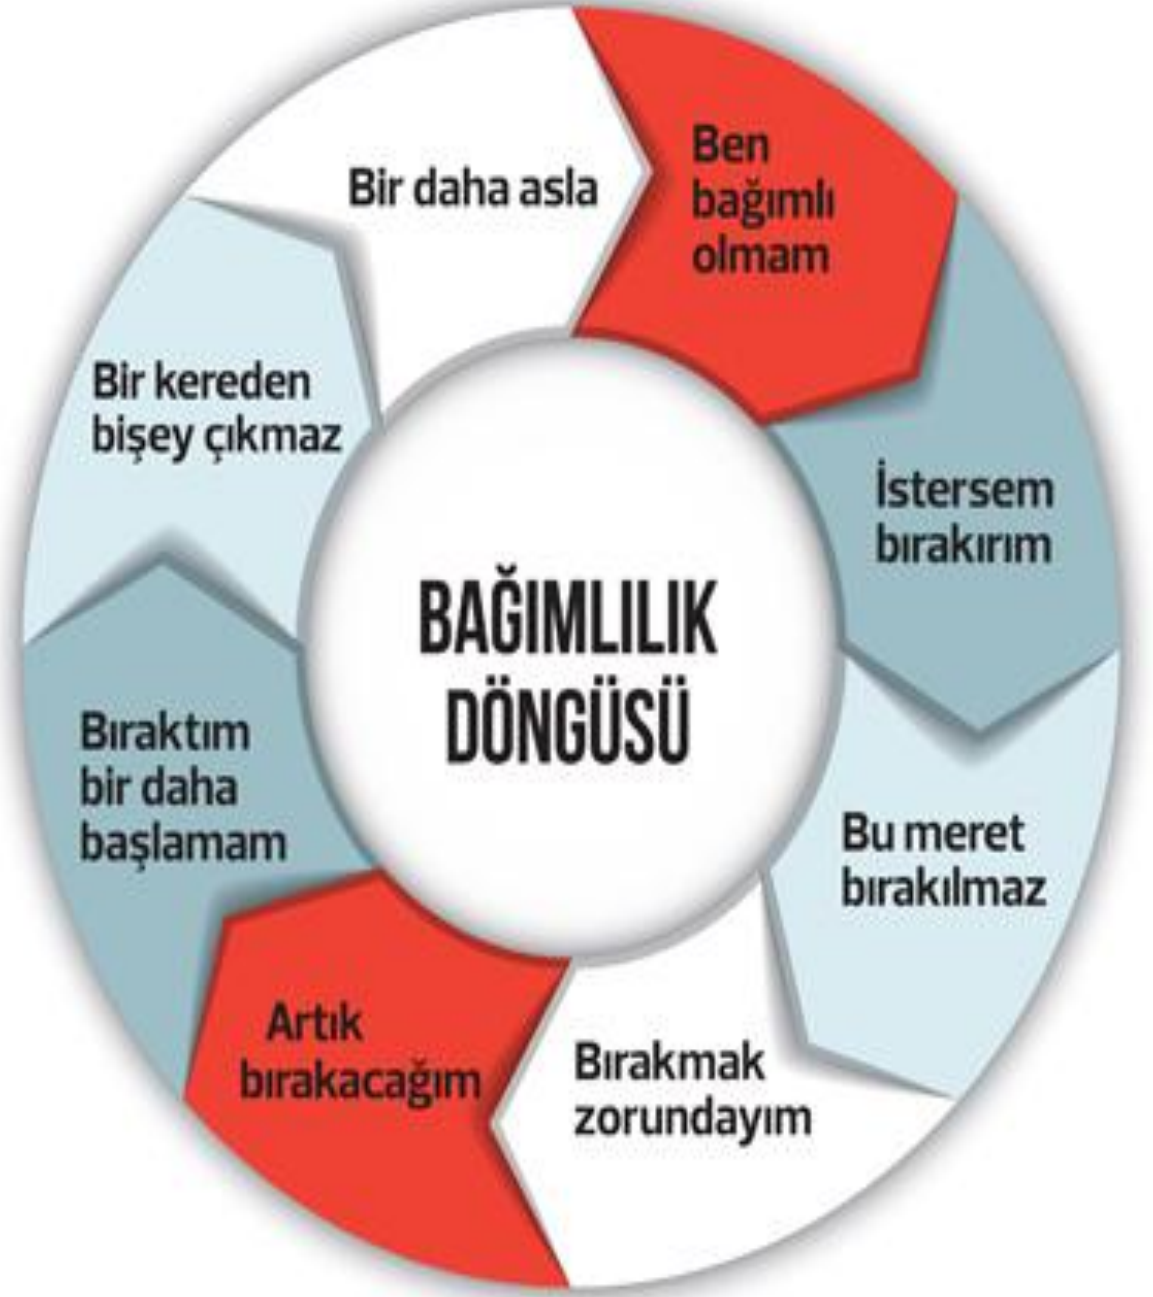 Bir daha asla
Ben
bağımlı
olmam
İstersem
bırakırım
Bu meret
bırakılmaz
Bırakmak
zorundayım
Artık
bırakacağım
Bıraktım
bir daha
başlamam
Bir kereden
bişey çıkmaz
BAĞIMLILIK
DÖNGÜSÜ